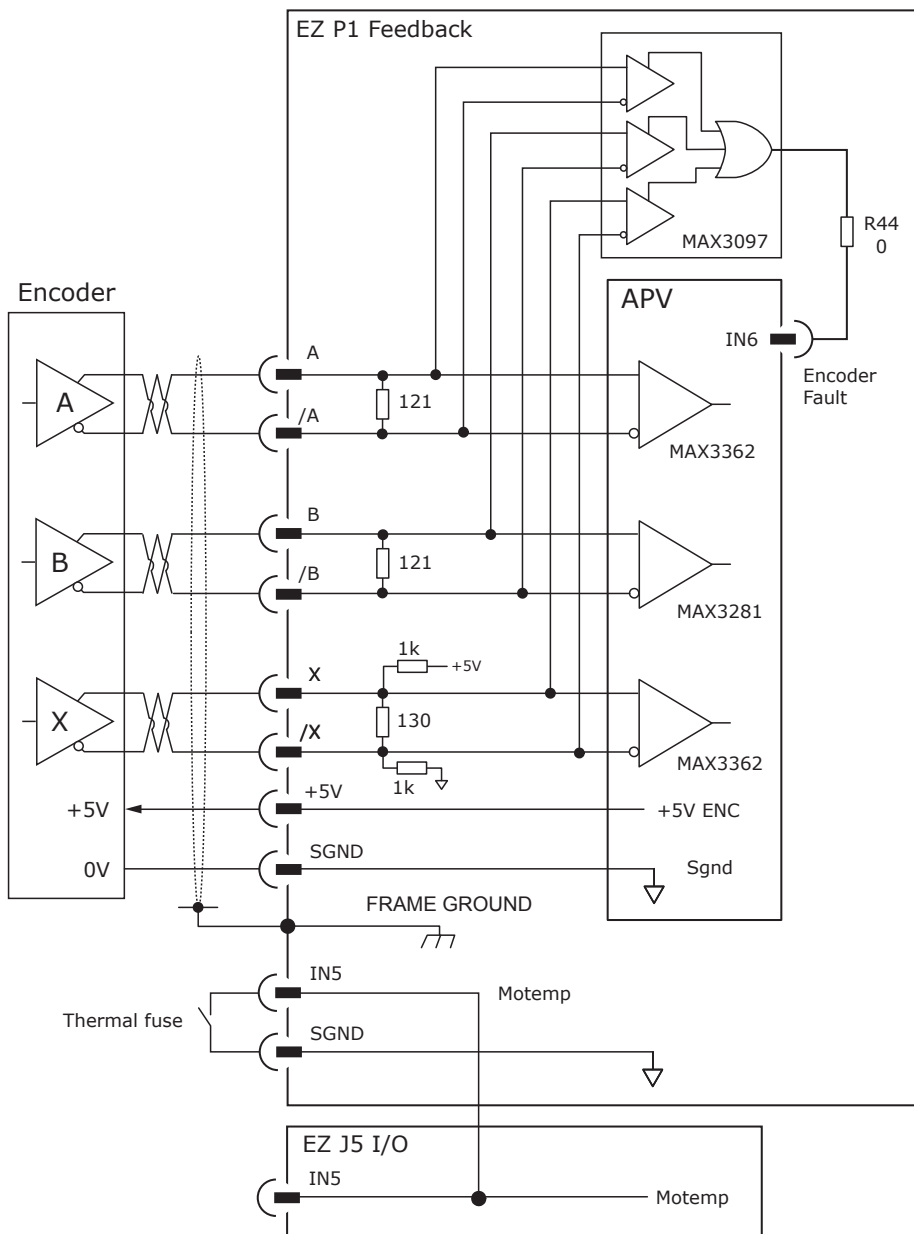 EZ P1 Feedback
MAX3097
R44
0
Encoder
APV
IN6
Encoder
Fault
A
A
/A
121
MAX3362
B
B
/B
121
MAX3281
1k
+5V
X
X
130
/X
1k
MAX3362
+5V
+5V
+5V ENC
0V
SGND
Sgnd
FRAME GROUND
IN5
Motemp
Thermal fuse
SGND
EZ J5 I/O
IN5
Motemp